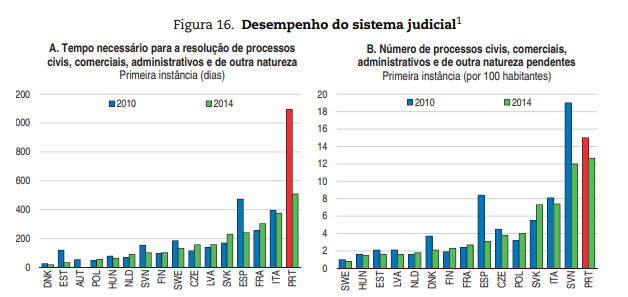 Figura 16. Desempenho do sistema judicial1
A. Tempo necessário para a resolução de processos
civis, comerciais, administrativos e de outra natureza
Primeira instância (dias)
200
000
800
600
400
200
0
2010
2014
DNK
EST
AUT
POL
HUN
NLD
SVN
FIN
SWE
CZE
LVA
SVK
ESP
FRA
ITA
PRT
B. Número de processos civis, comerciais,
administrativos e de outra natureza pendentes
Primeira instância (por 100 habitantes)
20
18
16
14
12
10
8
6
4
2
0
2010
2014
SWE
HUN
EST
LVA
NLD
DNK
FIN
FRA
ESP
CZE
POL
SVK
ITA
SVN
PRT